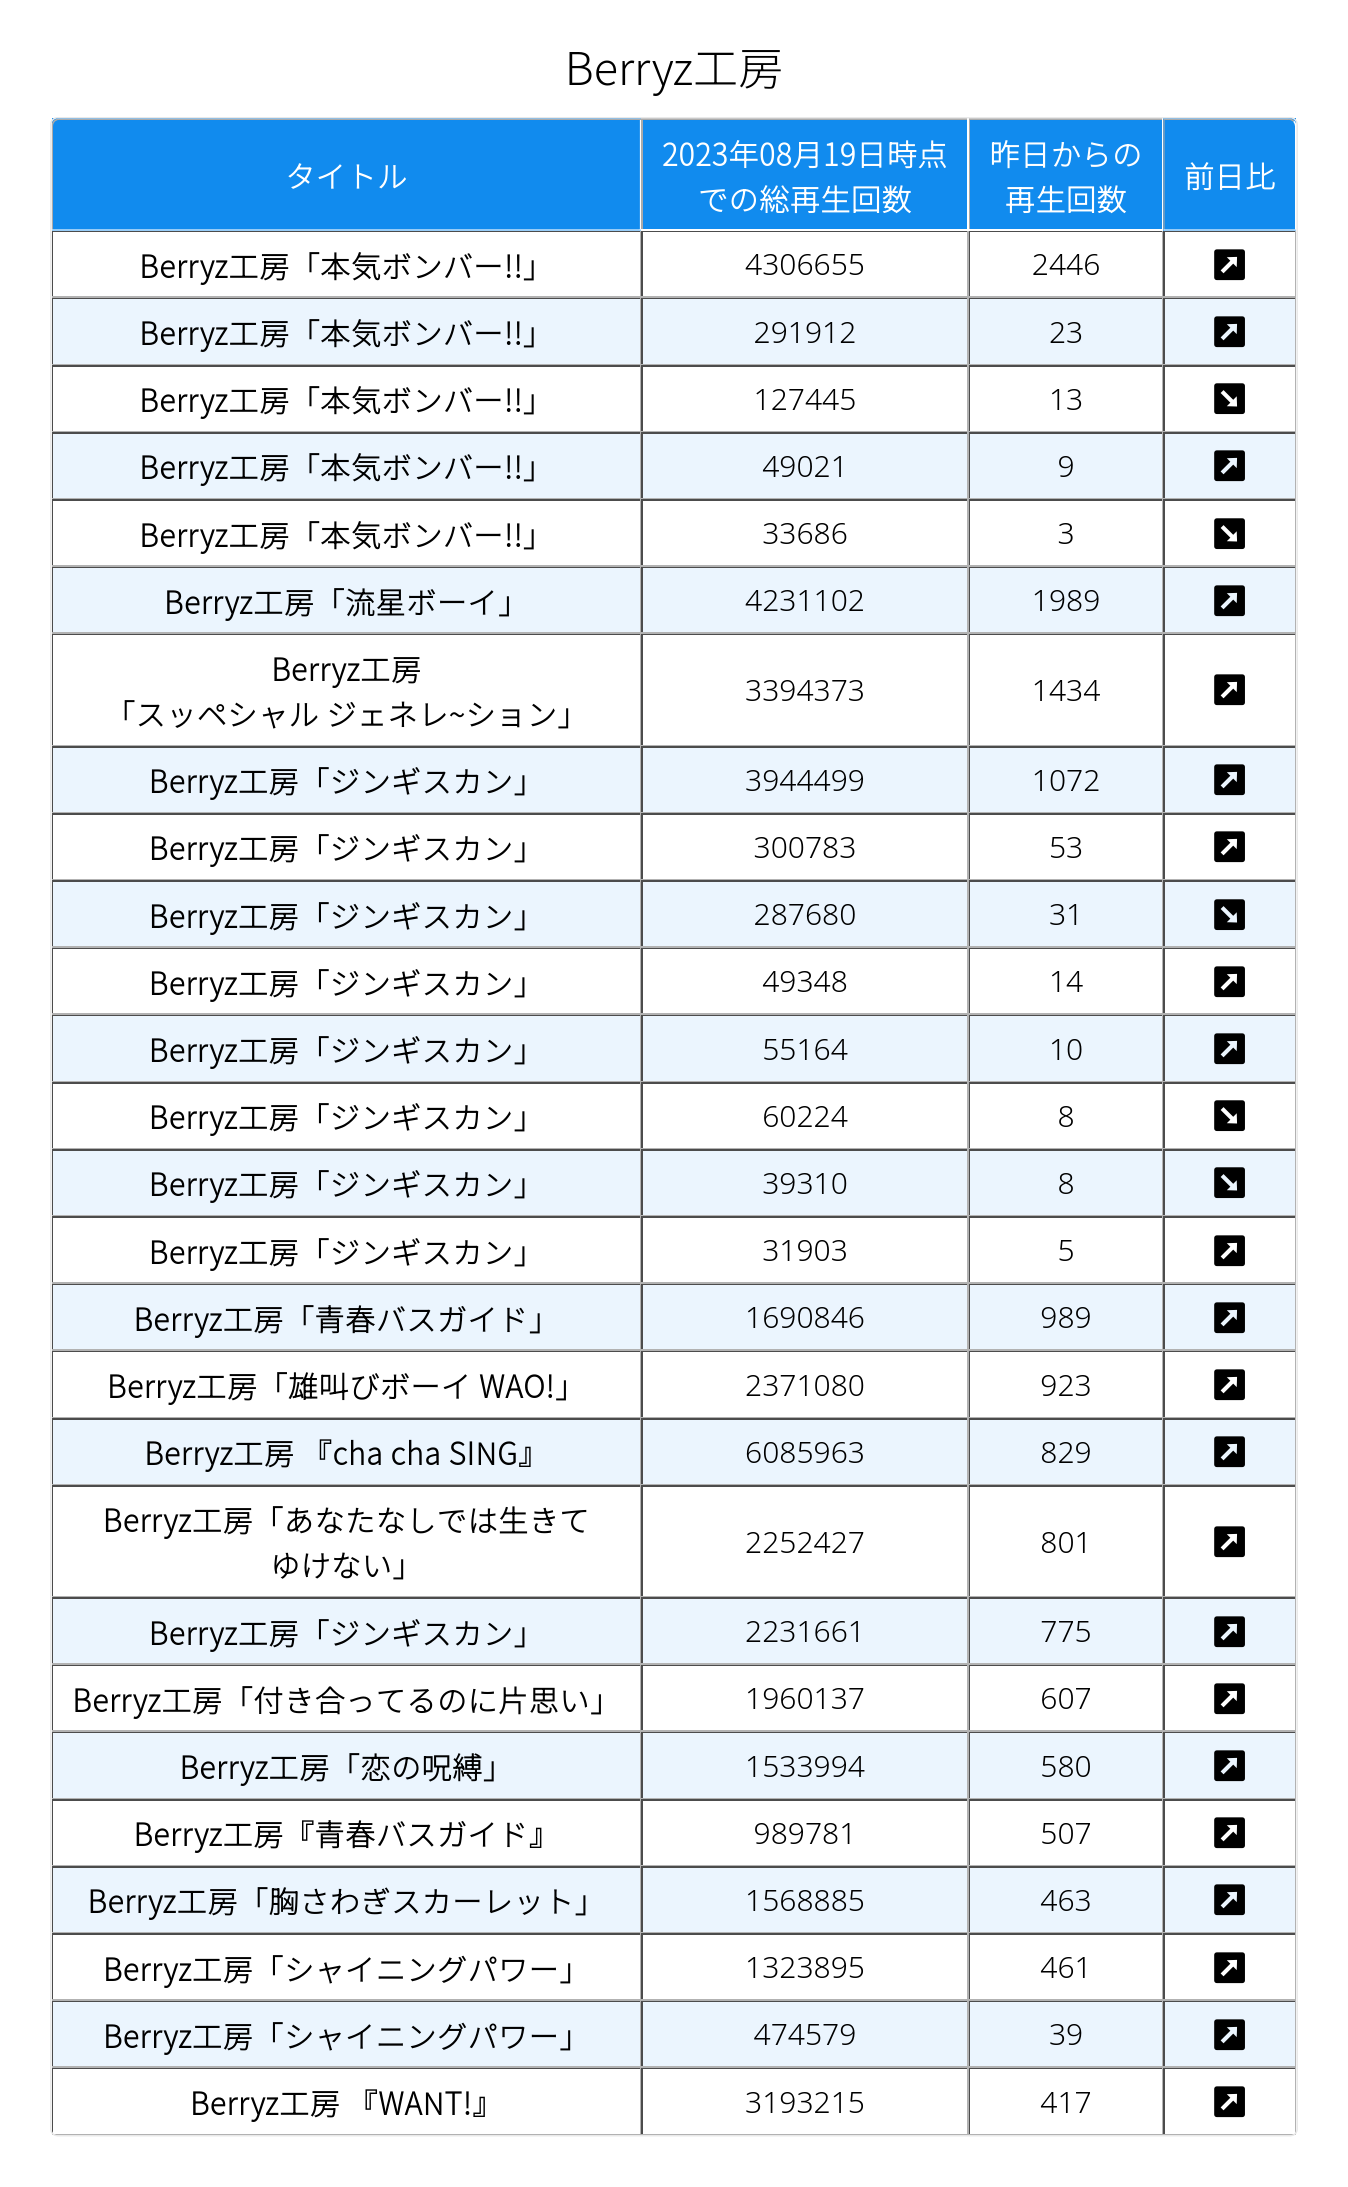 Berryz工房
タイトル 2023年08月19日時点 昨日からの 前日比
での総再生回数 再生回数
Berryz工房「本気ボンバー!!」 4306655 2446 ↗
Berryz工房「本気ボンバー!!」 291912 23 ↗
Berryz工房「本気ボンバー!!」 127445 13 ↘
Berryz工房「本気ボンバー!!」 49021 9 ↗
Berryz工房「本気ボンバー!!」 33686 3 ↘
Berryz工房「流星ボーイ」 4231102 1989 ↗
Berryz工房
「スッペシャル ジェネレ~ション」 3394373 1434 ↗
Berryz工房「ジンギスカン」 3944499 1072 ↗
Berryz工房「ジンギスカン」 300783 53 ↗
Berryz工房「ジンギスカン」 287680 31 ↘
Berryz工房「ジンギスカン」 49348 14 ↗
Berryz工房「ジンギスカン」 55164 10 ↗
Berryz工房「ジンギスカン」 60224 8 ↘
Berryz工房「ジンギスカン」 39310 8 ↘
Berryz工房「ジンギスカン」 31903 5 ↗
Berryz工房「青春バスガイド」 1690846 989 ↗
Berryz工房「雄叫びボーイ WAO!」 2371080 923 ↗
Berryz工房 『cha cha SING』 6085963 829 ↗
Berryz工房「あなたなしでは生きて
ゆけない」 2252427 801 ↗
Berryz工房「ジンギスカン」 2231661 775 ↗
Berryz工房「付き合ってるのに片思い」 1960137 607 ↗
Berryz工房「恋の呪縛」 1533994 580 ↗
Berryz工房『青春バスガイド』 989781 507 ↗
Berryz工房「胸さわぎスカーレット」 1568885 463 ↗
Berryz工房「シャイニングパワー」 1323895 461 ↗
Berryz工房「シャイニングパワー」 474579 39 ↗
Berryz工房 『WANT!』 3193215 417 ↗